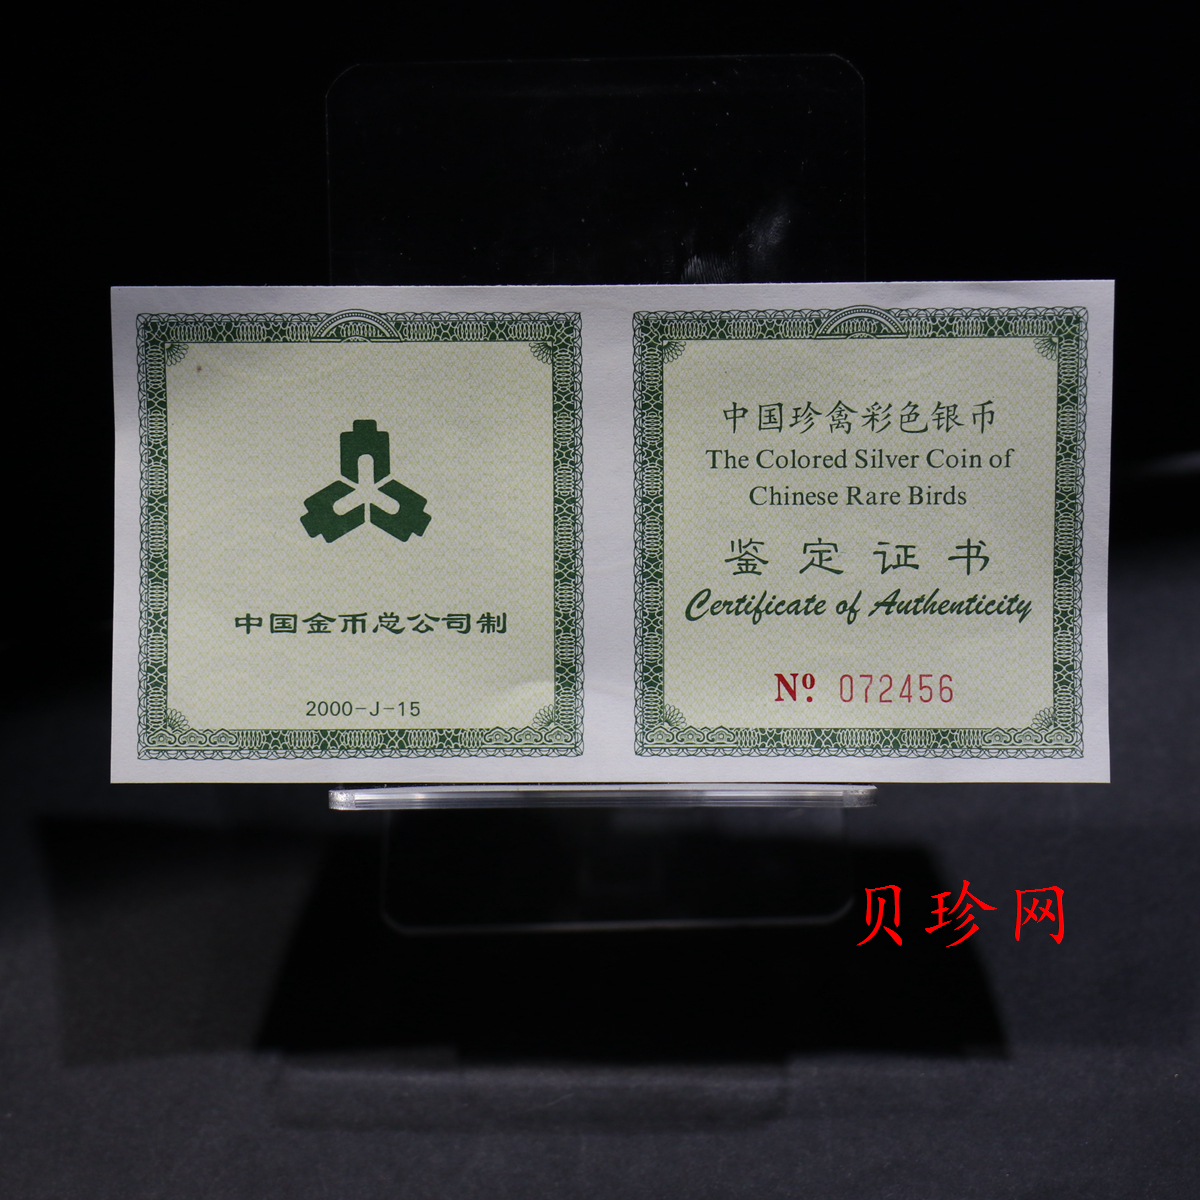 中国金币总公司制
2000-J-15
中国珍禽彩色银币
The Colored Silver Coin of
Chinese Rare Birds
鉴定证书
Certificate of Authenticity
Nº 072456
贝珍网